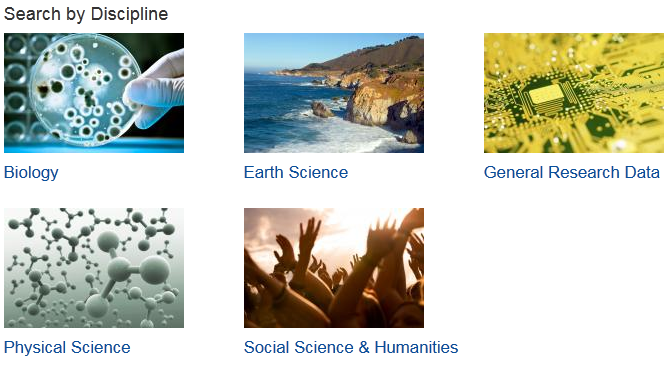 Search by Discipline
Biology
Earth Science
General Research Data
Physical Science
Social Science & Humanities